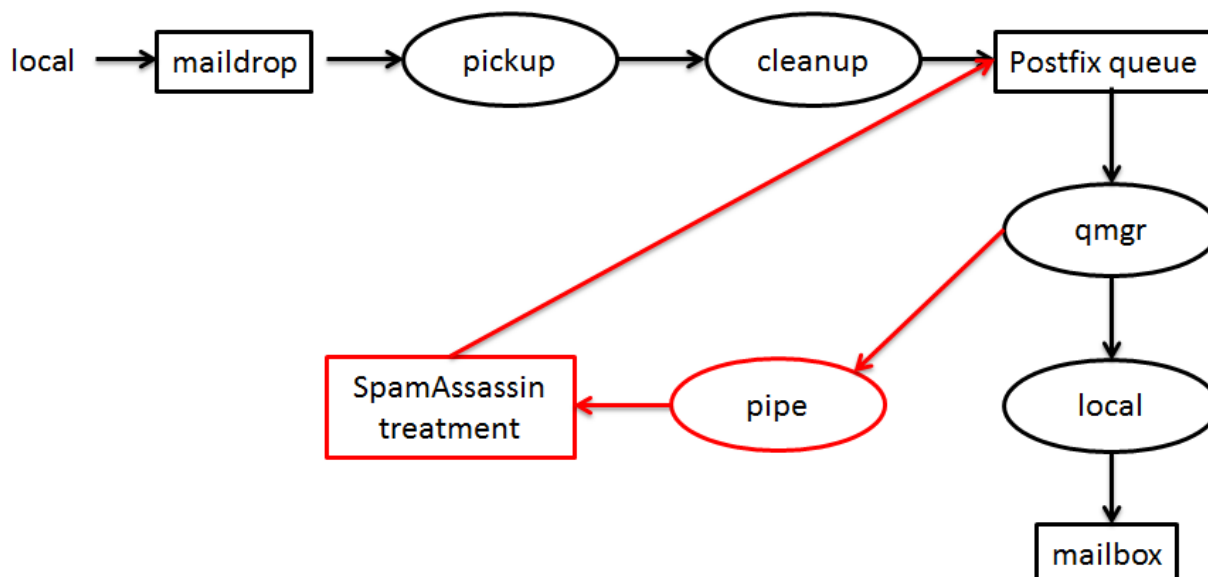 local
maildrop
pickup
cleanup
Postfix queue
qmgr
SpamAssassin
treatment
pipe
local
mailbox